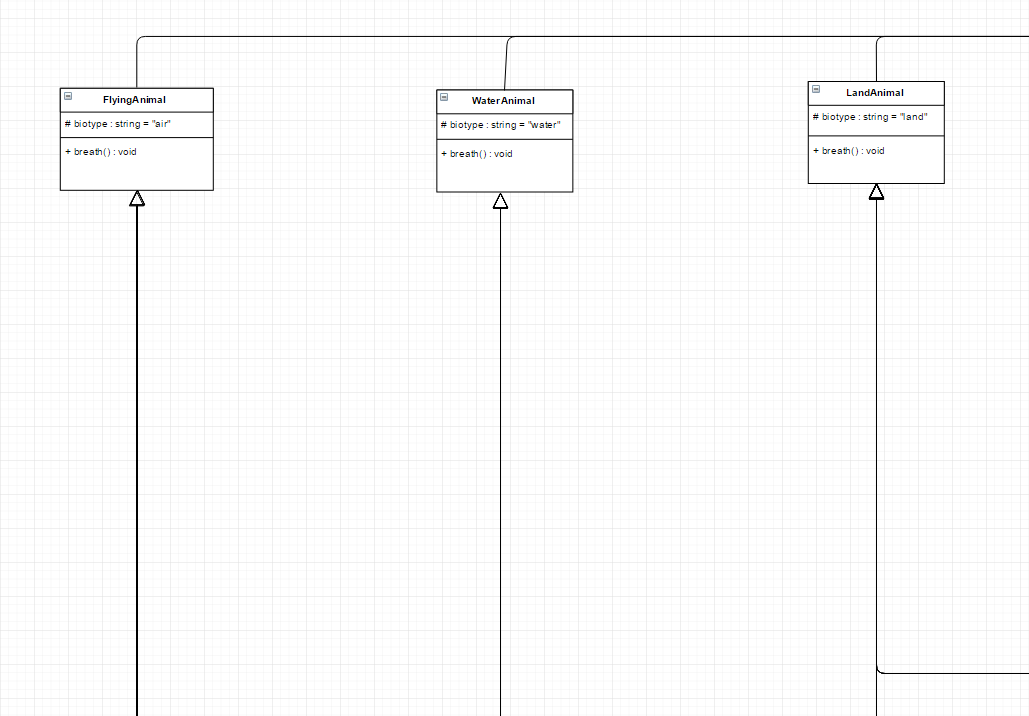 FlyingAnimal
# biotype : string = "air"
+ breath() : void
WaterAnimal
# biotype : string = "water"
+ breath() : void
LandAnimal
# biotype : string = "land"
+ breath() : void